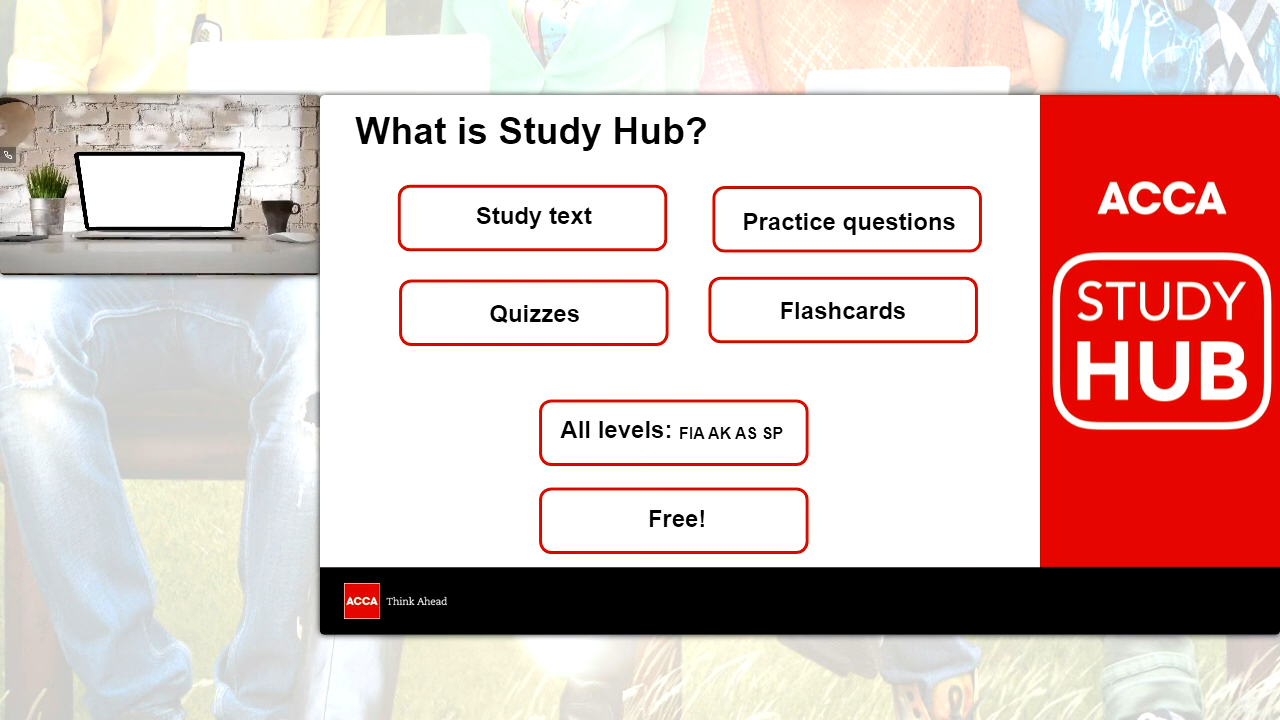 What is Study Hub?
Study text
Practice questions
Quizzes
Flashcards
All levels: FIA AK AS SP
Free!
ACCA
STUDY
HUB
ACCA Think Ahead